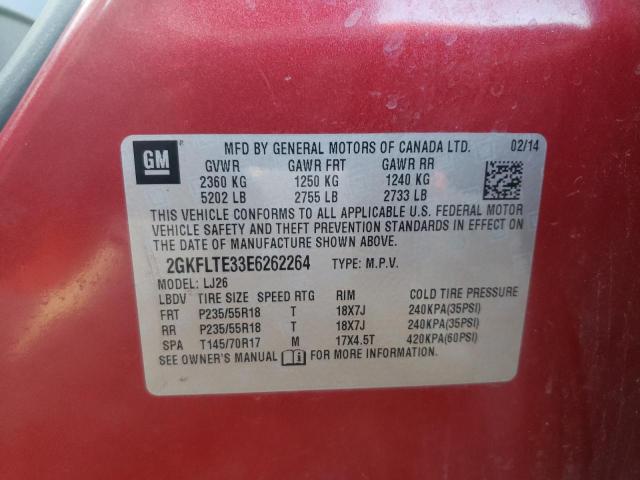 GM
MFD BY GENERAL MOTORS OF CANADA LTD. 02/14
GVWR GAWR FRT GAWR RR
2360 KG 1250 KG 1240 KG
5202 LB 2755 LB 2733 LB
THIS VEHICLE CONFORMS TO ALL APPLICABLE U.S. FEDERAL MOTOR
VEHICLE SAFETY AND THEFT PREVENTION STANDARDS IN EFFECT ON
THE DATE OF MANUFACTURE SHOWN ABOVE.
2GKFLTE33E6262264 TYPE: M.P.V.
MODEL: LJ26
LBDV TIRE SIZE SPEED RTG RIM COLD TIRE PRESSURE
FRT P235/55R18 T 18X7J 240KPA(35PSI)
RR P235/55R18 T 18X7J 240KPA(35PSI)
SPA T145/70R17 M 17X4.5T 420KPA(60PSI)
SEE OWNER'S MANUAL FOR MORE INFORMATION